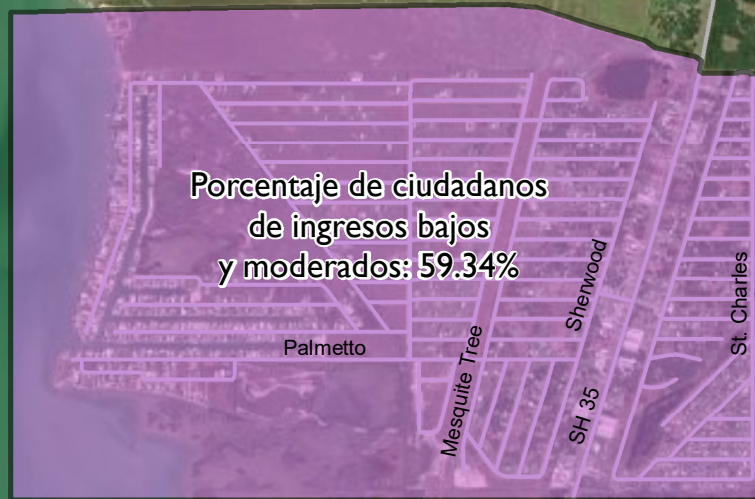 Porcentaje de ciudadanos
de ingresos bajos
y moderados: 59.34%
Palmetto
Mesquite Tree
Sherwood
SH 35
St. Charles